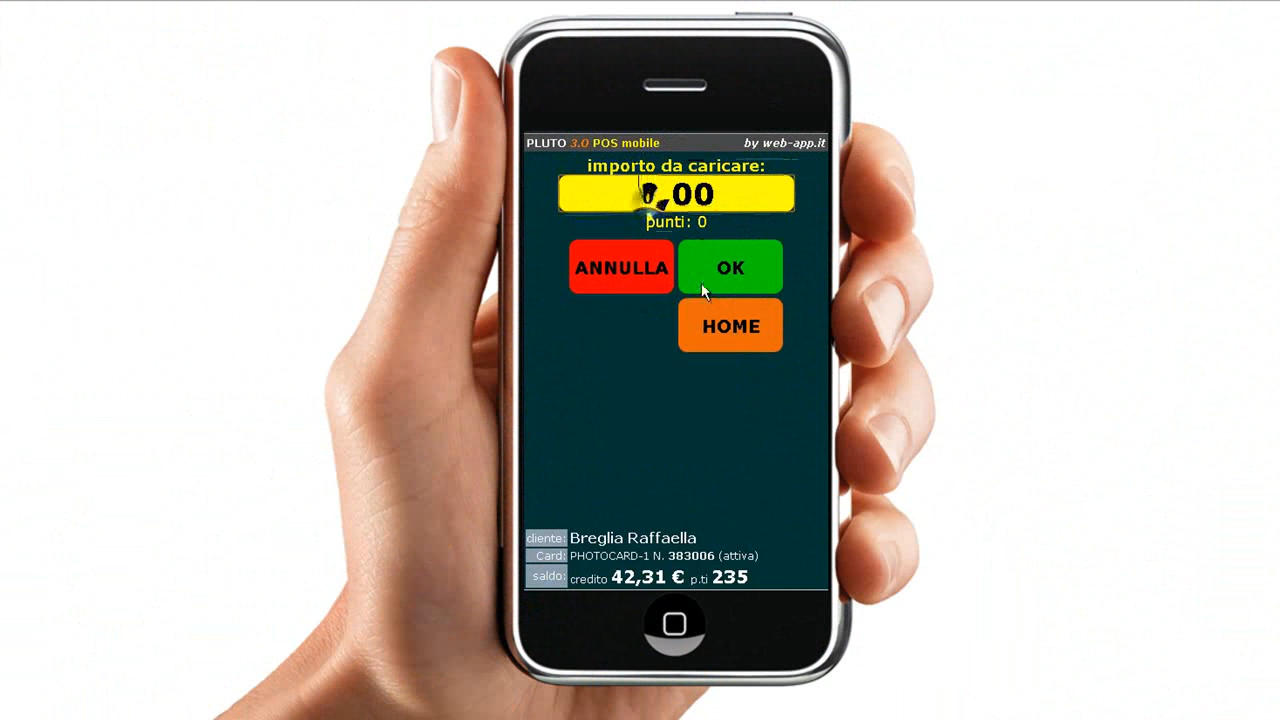 PLUTO 3.0 POS mobile by web-app.it
importo da caricare:
,00
punti: 0
ANNULLA OK
HOME
cliente: Breglia Raffaella
Card: PHOTOCARD-1 N. 383006 (attiva)
saldo: credito 42,31 € p.ti 235